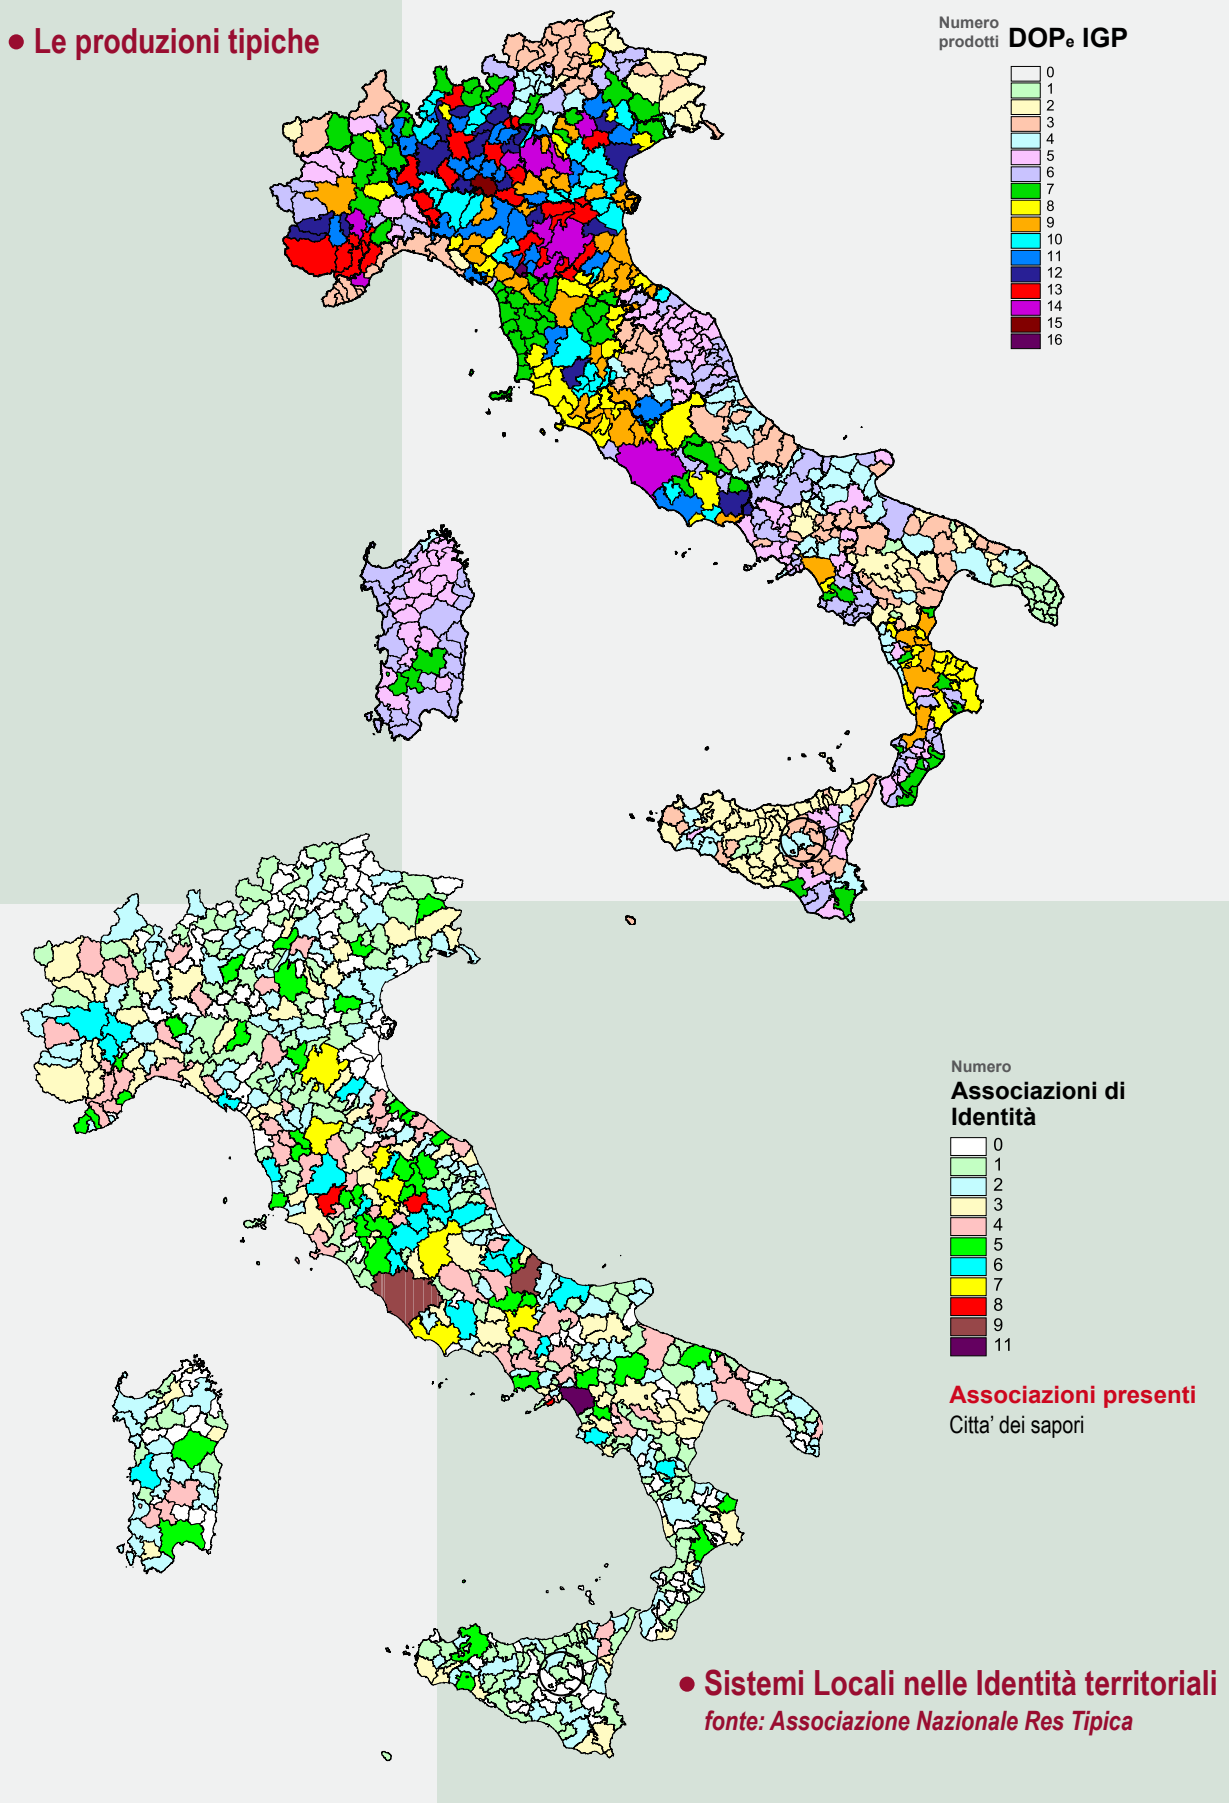 • Le produzioni tipiche
Numero
prodotti DOPe IGP
0
1
2
3
4
5
6
7
8
9
10
11
12
13
14
15
16
Numero
Associazioni di
Identità
0
1
2
3
4
5
6
7
8
9
11
Associazioni presenti
Citta' dei sapori
• Sistemi Locali nelle Identità territoriali
fonte: Associazione Nazionale Res Tipica